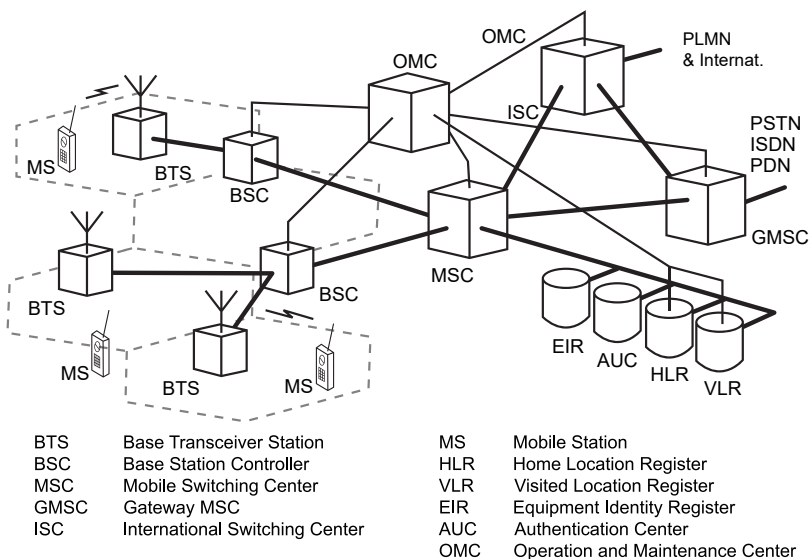 OMC
PLMN
& Internat.
OMC
ISC
PSTN
ISDN
PDN
MS
BTS
BSC
GMSC
MSC
BTS
BSC
EIR
AUC
HLR
VLR
MS
BTS
MS
BTS Base Transceiver Station
BSC Base Station Controller
MSC Mobile Switching Center
GMSC Gateway MSC
ISC International Switching Center
MS Mobile Station
HLR Home Location Register
VLR Visited Location Register
EIR Equipment Identity Register
AUC Authentication Center
OMC Operation and Maintenance Center